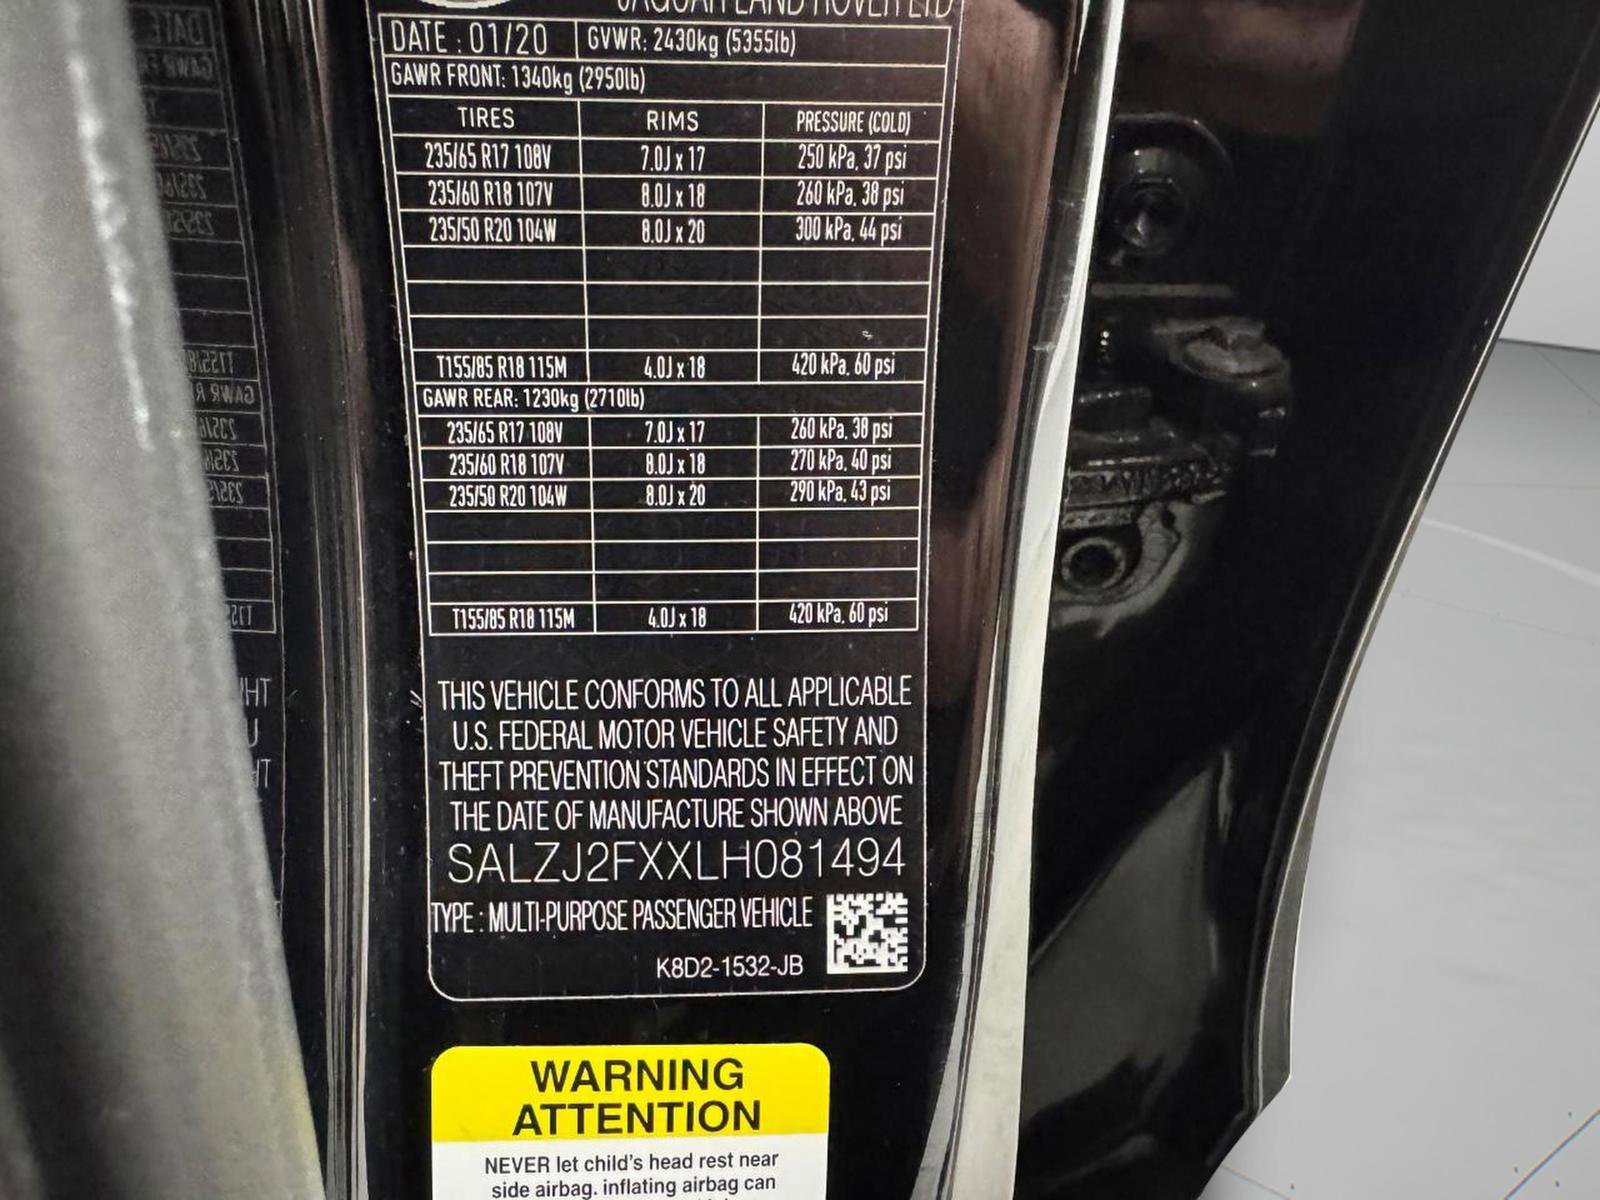 JAGUAR LAND ROVER LTD
DATE : 01/20 GVWR: 2430kg (5355lb)
GAWR FRONT: 1340kg (2950lb)
TIRES RIMS PRESSURE (COLD)
235/65 R17 108V 7.0J x 17 250 kPa, 37 psi
235/60 R18 107V 8.0J x 18 260 kPa, 38 psi
235/50 R20 104W 8.0J x 20 300 kPa, 44 psi
T155/85 R18 115M 4.0J x 18 420 kPa, 60 psi
GAWR REAR: 1230kg (2710lb)
235/65 R17 108V 7.0J x 17 260 kPa, 38 psi
235/60 R18 107V 8.0J x 18 270 kPa, 40 psi
235/50 R20 104W 8.0J x 20 290 kPa, 43 psi
T155/85 R18 115M 4.0J x 18 420 kPa, 60 psi
THIS VEHICLE CONFORMS TO ALL APPLICABLE
U.S. FEDERAL MOTOR VEHICLE SAFETY AND
THEFT PREVENTION STANDARDS IN EFFECT ON
THE DATE OF MANUFACTURE SHOWN ABOVE
SALZJ2FXXLH081494
TYPE : MULTI-PURPOSE PASSENGER VEHICLE
K8D2-1532-JB
WARNING
ATTENTION
NEVER let child's head rest near
side airbag. inflating airbag can